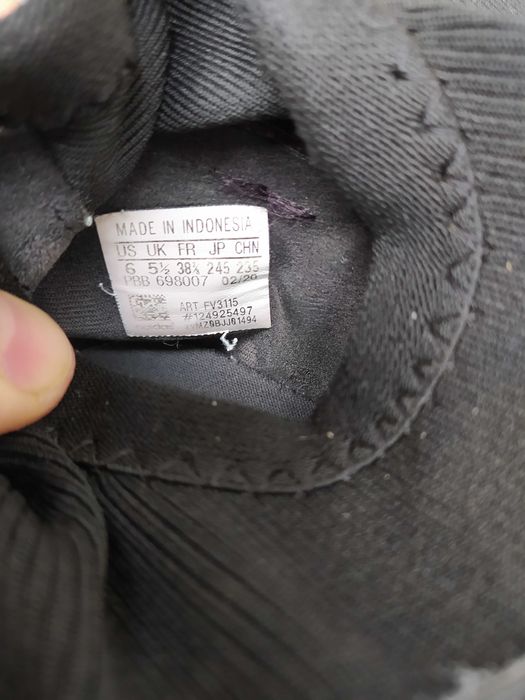 MADE IN INDONESIA
US UK FR JP CHN
6 5½ 38⅔ 245 235
PBB 698007 02/20
ART FV3115
#124925497